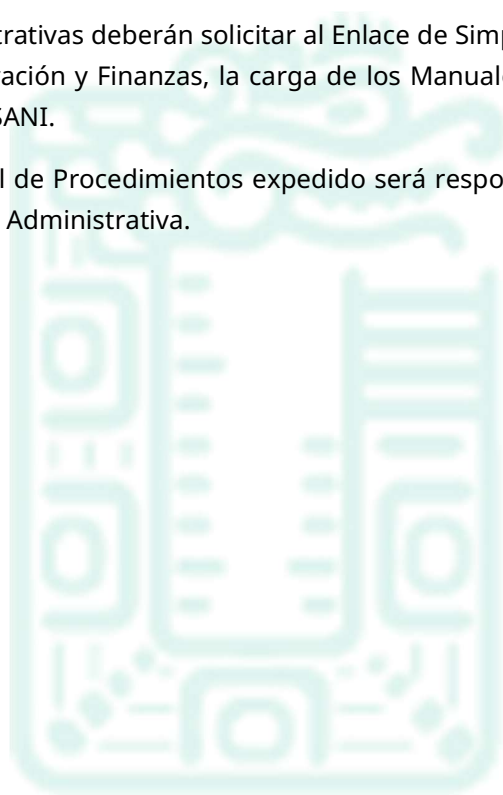 trativas deberán solicitar al Enlace de Simp
ración y Finanzas, la carga de los Manual
SANI.
l de Procedimientos expedido será respo
Administrativa.